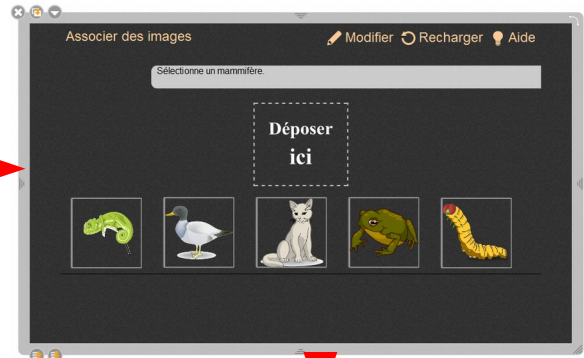 Associer des images
Modifier Recharger Aide
Sélectionne un mammifère.
Déposer
ici